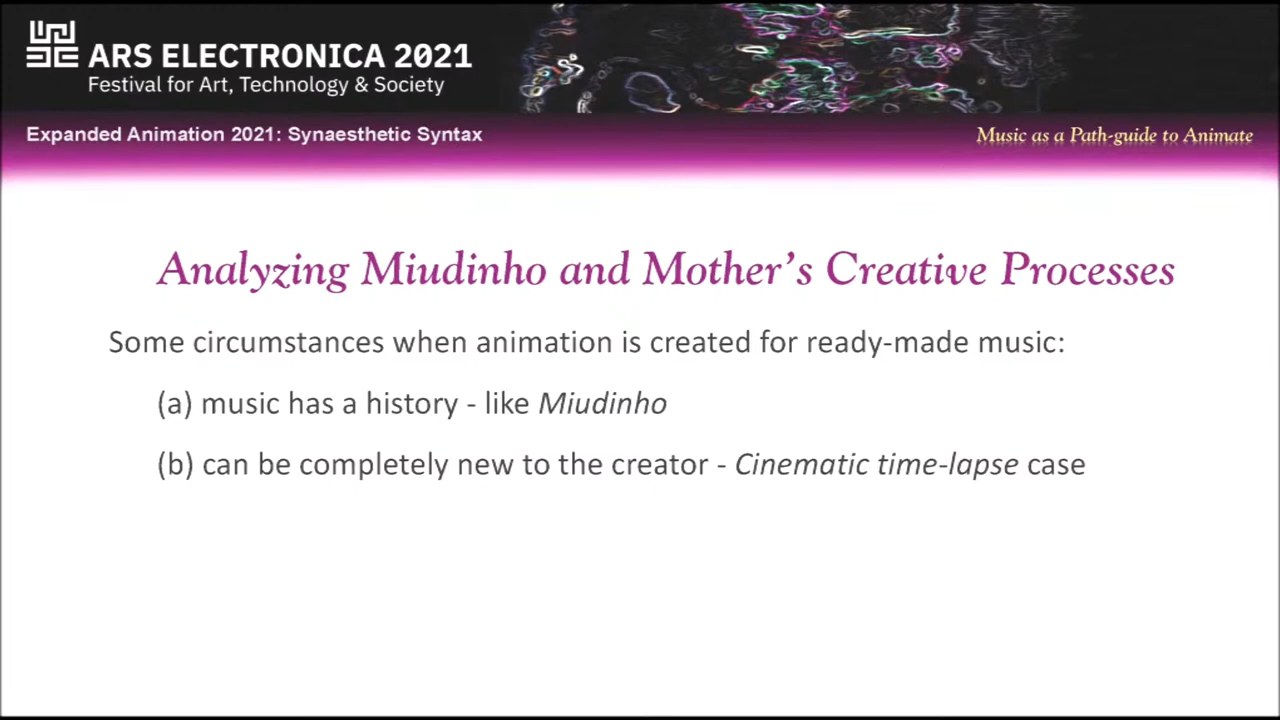 ARS ELECTRONICA 2021
Festival for Art, Technology & Society
Expanded Animation 2021: Synaesthetic Syntax
Music as a Path-guide to Animate
Analyzing Miudinho and Mother’s Creative Processes
Some circumstances when animation is created for ready-made music:
(a) music has a history - like Miudinho
(b) can be completely new to the creator - Cinematic time-lapse case